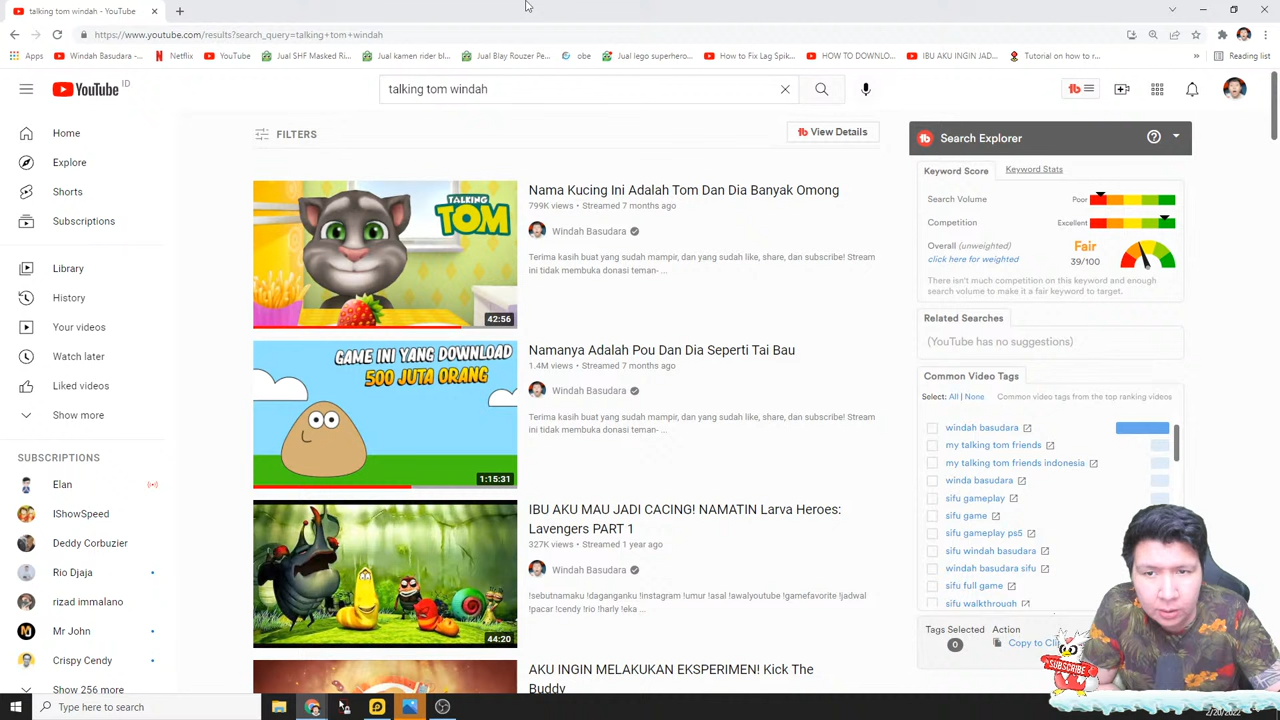 talking tom windah - YouTube
https://www.youtube.com/results?search_query=talking+tom+windah
Apps
Windah Basudara -...
Netflix
YouTube
Jual SHF Masked Ri...
Jual kamen rider bl...
Jual Blay Rouzer Pe...
obe
Jual lego superhero...
How to Fix Lag Spik...
HOW TO DOWNLO...
IBU AKU INGIN JAD...
Tutorial on how to r...
»
Reading list
YouTube ID
talking tom windah
tb
Home
Explore
Shorts
Subscriptions
Library
History
Your videos
Watch later
Liked videos
Show more
SUBSCRIPTIONS
Elan
IShowSpeed
Deddy Corbuzier
Rio Djaja
rizad immalano
Mr John
Crispy Cendy
Show 256 more
FILTERS
tb View Details
TALKING
TOM
42:56
Nama Kucing Ini Adalah Tom Dan Dia Banyak Omong
799K views • Streamed 7 months ago
Windah Basudara
Terima kasih buat yang sudah mampir, dan yang sudah like, share, dan subscribe! Stream
ini tidak membuka donasi teman- ...
GAME INI YANG DOWNLOAD
500 JUTA ORANG
1:15:31
Namanya Adalah Pou Dan Dia Seperti Tai Bau
1.4M views • Streamed 7 months ago
Windah Basudara
Terima kasih buat yang sudah mampir, dan yang sudah like, share, dan subscribe! Stream
ini tidak membuka donasi teman- ...
44:20
IBU AKU MAU JADI CACING! NAMATIN Larva Heroes:
Lavengers PART 1
327K views • Streamed 1 year ago
Windah Basudara
!sebutnamaku !daganganku !instagram !umur !asal !awalyoutube !gamefavorite !jadwal
!pacar !cendy !rio !harly !eka ...
AKU INGIN MELAKUKAN EKSPERIMEN! Kick The
Buddy
tb Search Explorer
Keyword Score
Keyword Stats
Search Volume
Poor
Competition
Excellent
Overall (unweighted)
click here for weighted
Fair
39/100
There isn't much competition on this keyword and enough
search volume to make it a fair keyword to target.
Related Searches
(YouTube has no suggestions)
Common Video Tags
Select: All | None
Common video tags from the top ranking videos
windah basudara
my talking tom friends
my talking tom friends indonesia
winda basudara
sifu gameplay
sifu game
sifu gameplay ps5
sifu windah basudara
windah basudara sifu
sifu full game
sifu walkthrough
Tags Selected
0
Action
Copy to Cli
SUBSCRIBE
Type here to search
2/20/2022